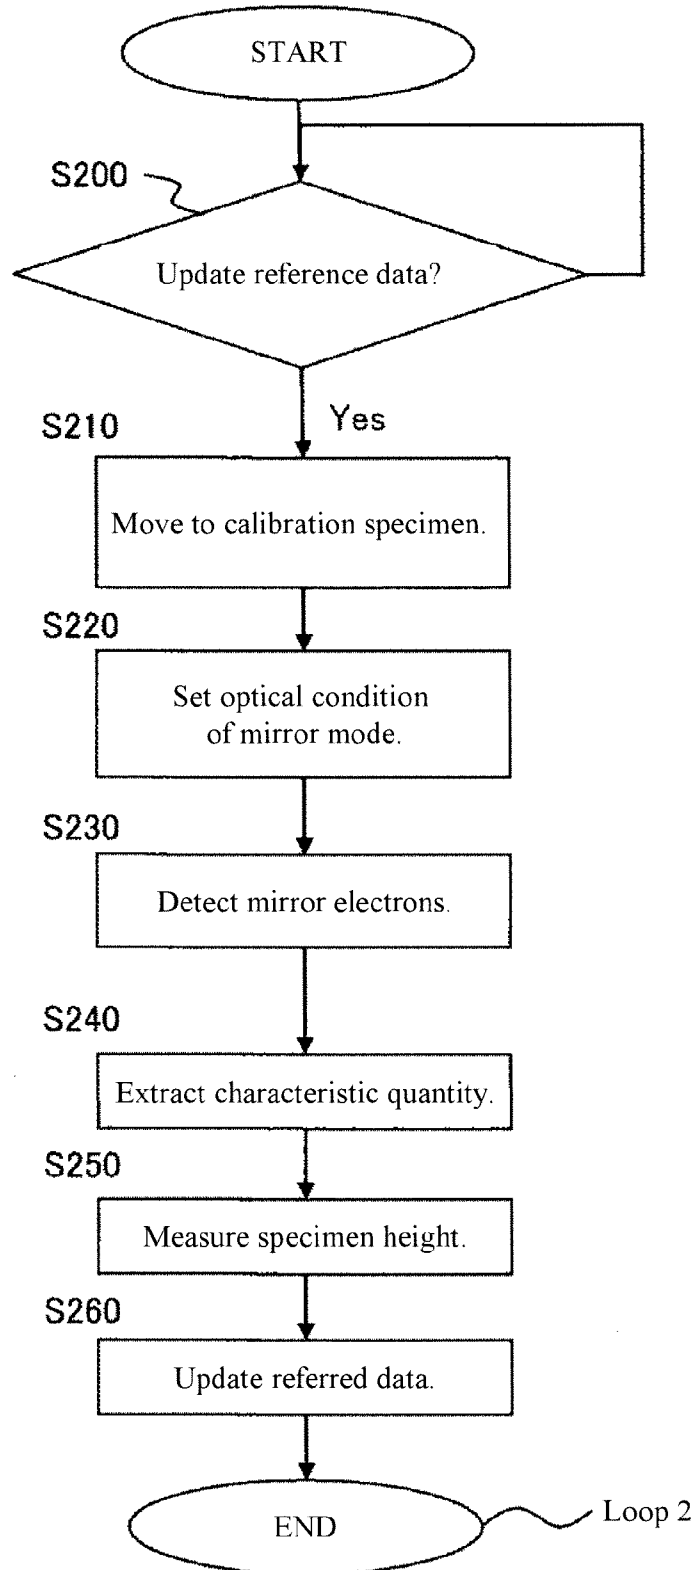 START
S200
Update reference data?
Yes
S210
Move to calibration specimen.
S220
Set optical condition
of mirror mode.
S230
Detect mirror electrons.
S240
Extract characteristic quantity.
S250
Measure specimen height.
S260
Update referred data.
END
Loop 2